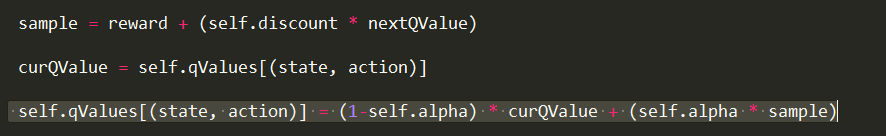 sample = reward + (self.discount * nextQValue)
curQValue = self.qValues[(state, action)]
self.qValues[(state, action)] = (1-self.alpha) * curQValue + (self.alpha * sample)